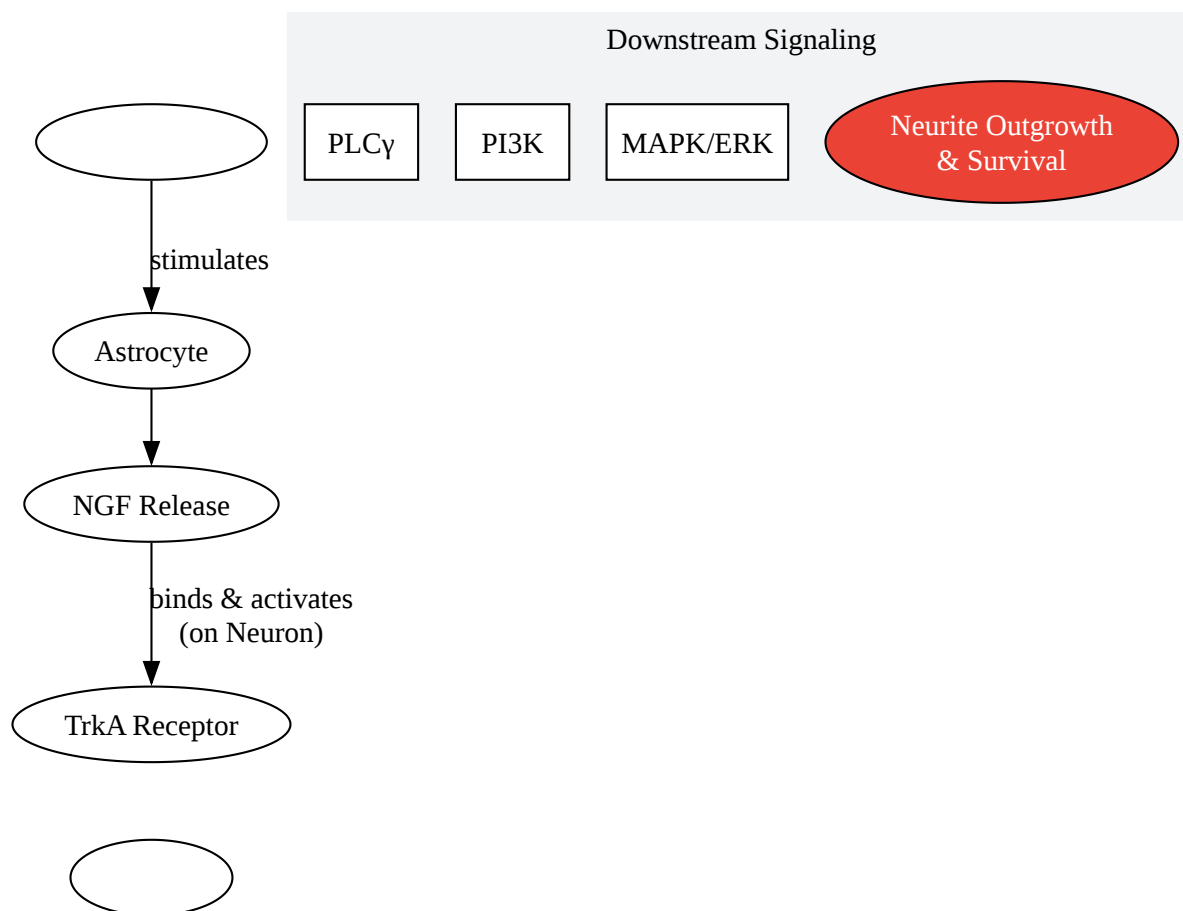 Downstream Signaling
PLCγ
PI3K
MAPK/ERK
Neurite Outgrowth
& Survival
stimulates
Astrocyte
NGF Release
binds & activates
(on Neuron)
TrkA Receptor